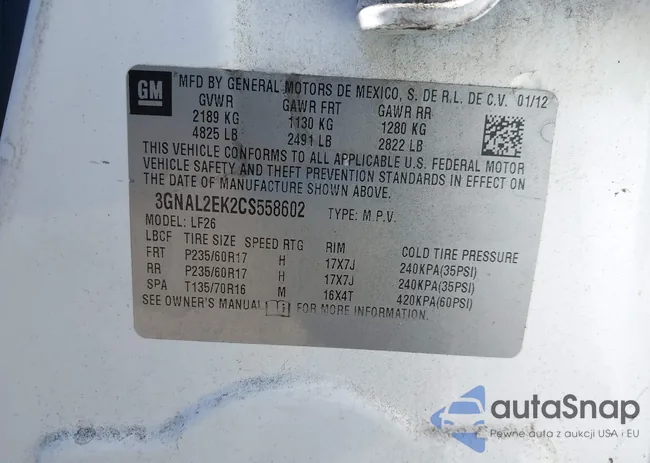 GM
MFD BY GENERAL MOTORS DE MEXICO, S. DE R.L. DE C.V. 01/12
GVWR GAWR FRT GAWR RR
2189 KG 1130 KG 1280 KG
4825 LB 2491 LB 2822 LB
THIS VEHICLE CONFORMS TO ALL APPLICABLE U.S. FEDERAL MOTOR
VEHICLE SAFETY AND THEFT PREVENTION STANDARDS IN EFFECT ON
THE DATE OF MANUFACTURE SHOWN ABOVE.
3GNAL2EK2CS558602 TYPE: M.P.V.
MODEL: LF26
LBCF TIRE SIZE SPEED RTG RIM COLD TIRE PRESSURE
FRT P235/60R17 H 17X7J 240KPA(35PSI)
RR P235/60R17 H 17X7J 240KPA(35PSI)
SPA T135/70R16 M 16X4T 420KPA(60PSI)
SEE OWNER'S MANUAL FOR MORE INFORMATION.
autaSnap
Pewne auta z aukcji USA i EU